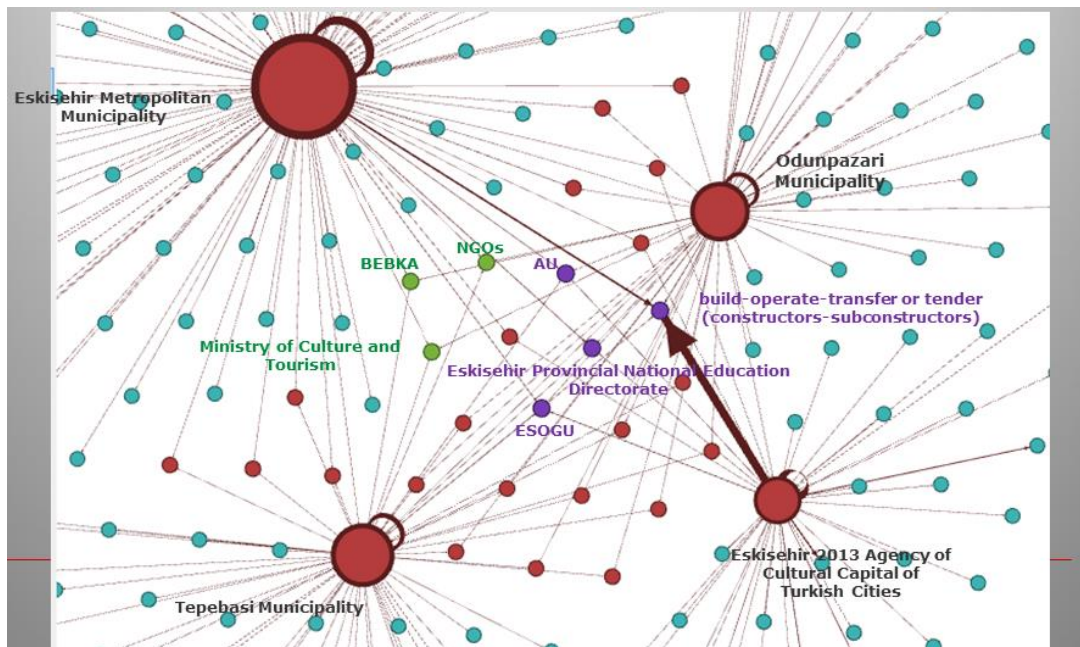 Eskisehir Metropolitan
Municipality
Odunpazari
Municipality
NGOs
BEBKA
AU
build-operate-transfer or tender
(constructors-subconstructors)
Ministry of Culture and
Tourism
Eskisehir Provincial National Education
Directorate
ESOGU
Eskisehir 2013 Agency of
Cultural Capital of
Turkish Cities
Tepebasi Municipality